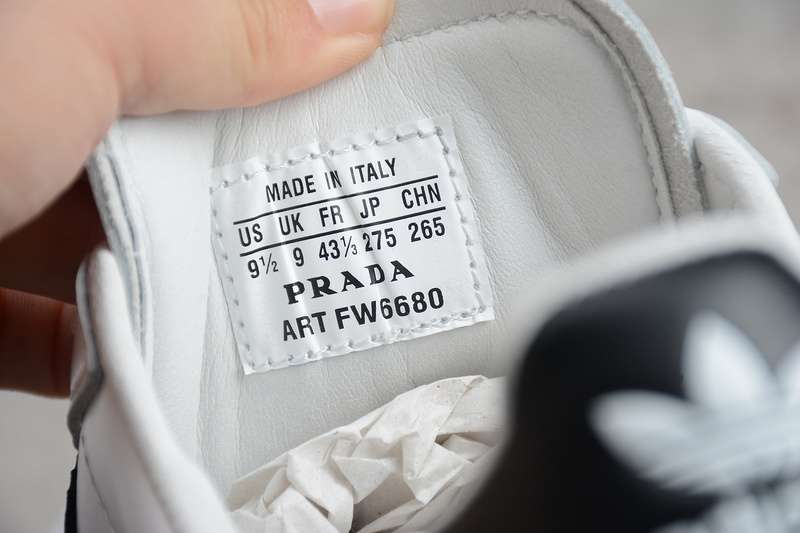 MADE IN ITALY
US UK FR JP CHN
9½ 9 43⅓ 275 265
PRADA
ART FW6680